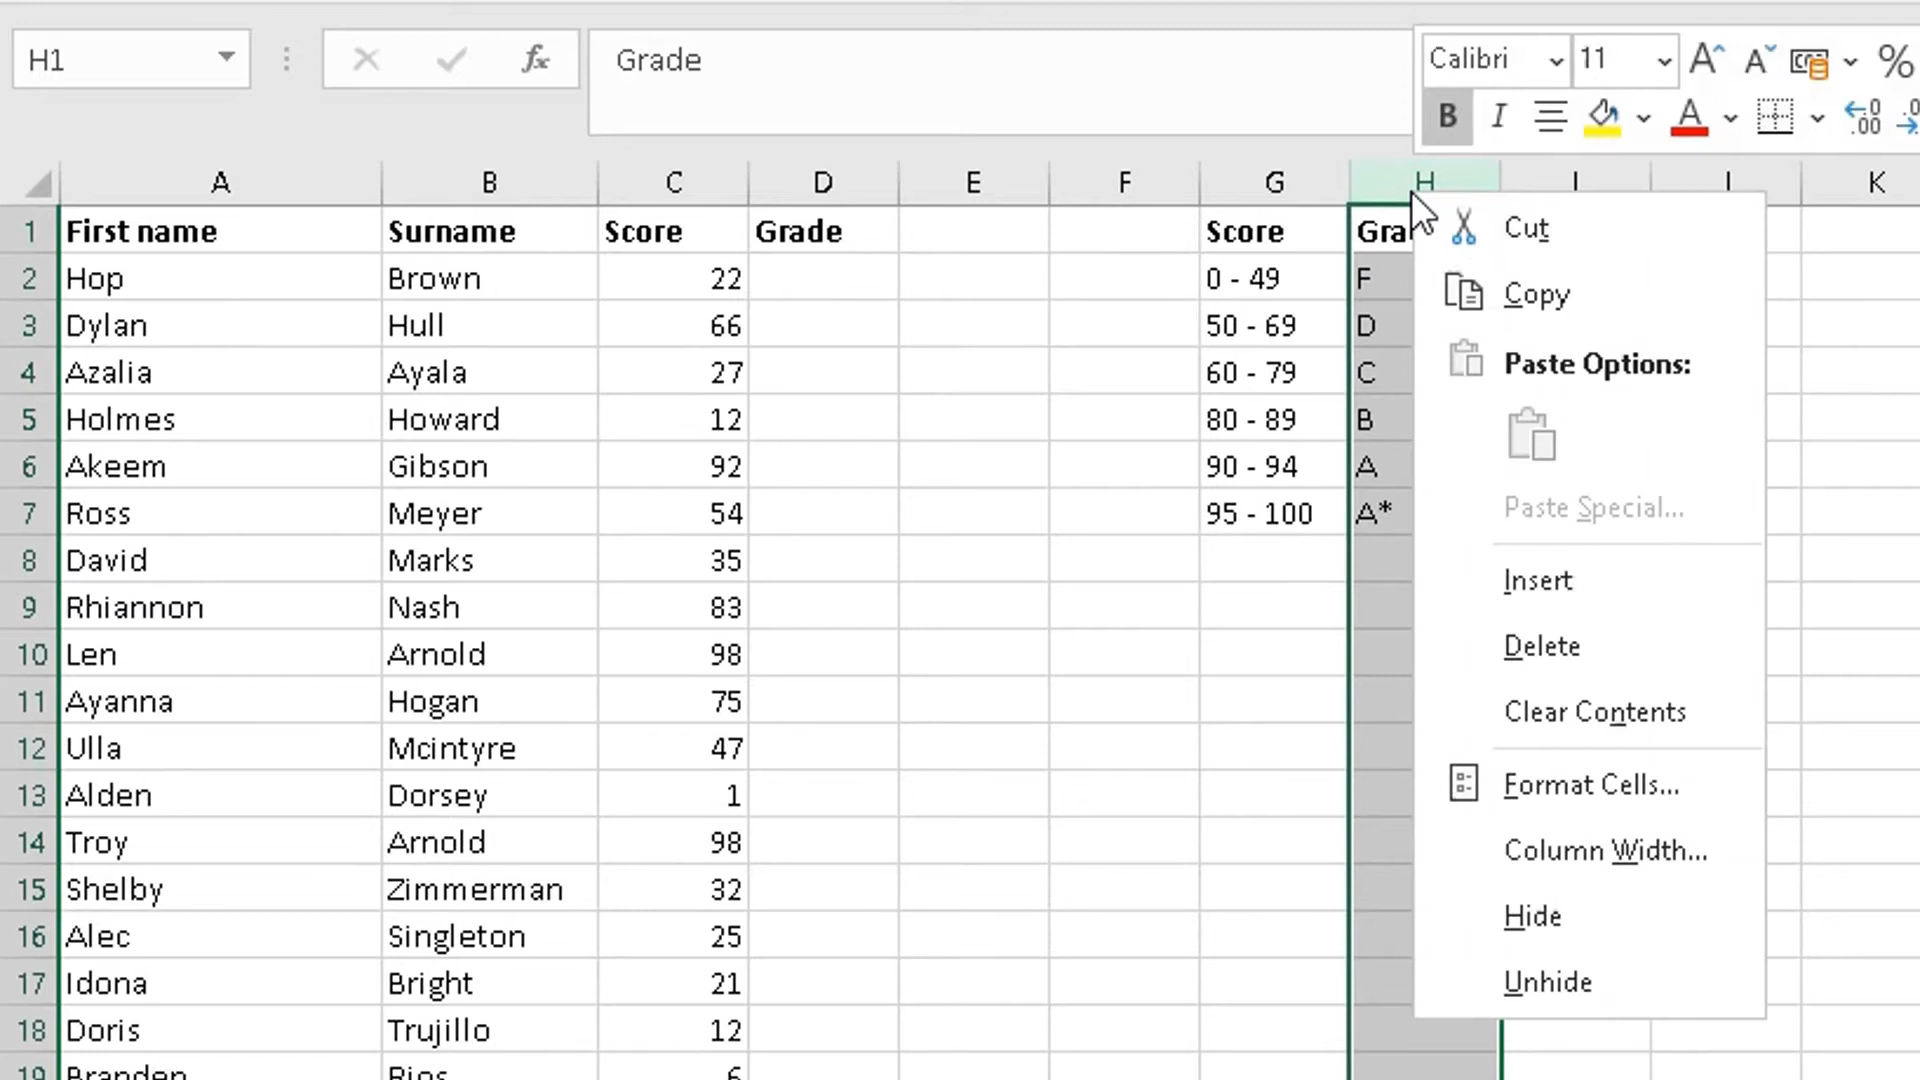 H1 fx Grade
Calibri 11 A A %
B I A .00
A B C D E F G H K
1 First name Surname Score Grade Score Gra
2 Hop Brown 22 0 - 49 F
3 Dylan Hull 66 50 - 69 D
4 Azalia Ayala 27 60 - 79 C
5 Holmes Howard 12 80 - 89 B
6 Akeem Gibson 92 90 - 94 A
7 Ross Meyer 54 95 - 100 A*
8 David Marks 35
9 Rhiannon Nash 83
10 Len Arnold 98
11 Ayanna Hogan 75
12 Ulla Mcintyre 47
13 Alden Dorsey 1
14 Troy Arnold 98
15 Shelby Zimmerman 32
16 Alec Singleton 25
17 Idona Bright 21
18 Doris Trujillo 12
19 Branden Rios 6
Cut
Copy
Paste Options:
Paste Special...
Insert
Delete
Clear Contents
Format Cells...
Column Width...
Hide
Unhide